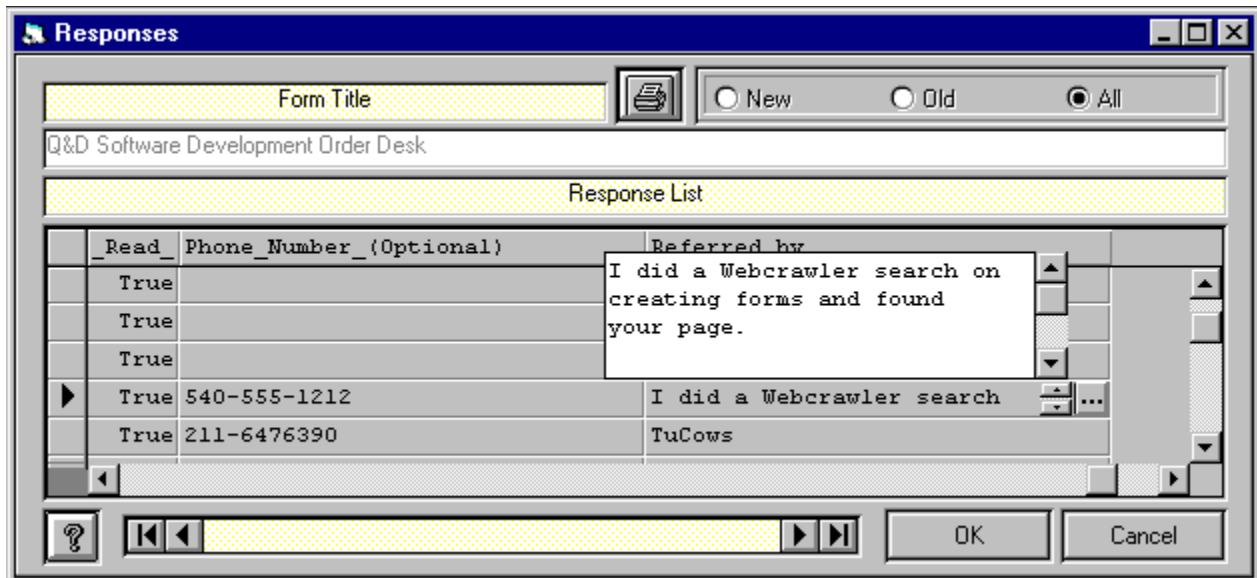 Responses
Form Title
New Old All
Q&D Software Development Order Desk
Response List
_Read_ Phone_Number_(Optional) Referred_by
True
True
True
I did a Webcrawler search on
creating forms and found
your page.
True 540-555-1212 I did a Webcrawler search ...
True 211-6476390 TuCows
? OK Cancel